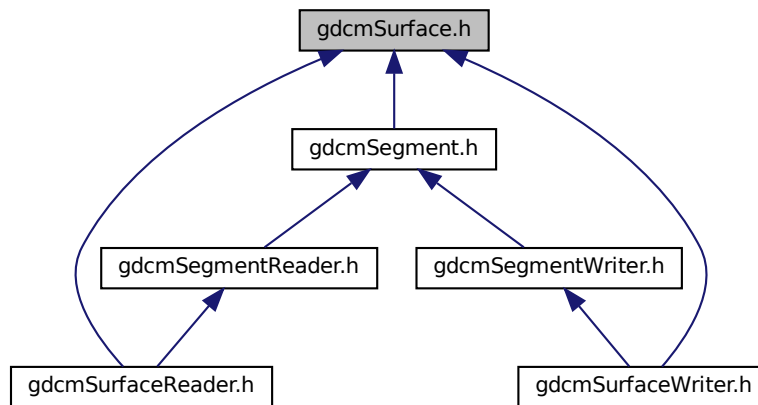 gdcmSurface.h
gdcmSegment.h
gdcmSegmentReader.h
gdcmSegmentWriter.h
gdcmSurfaceReader.h
gdcmSurfaceWriter.h